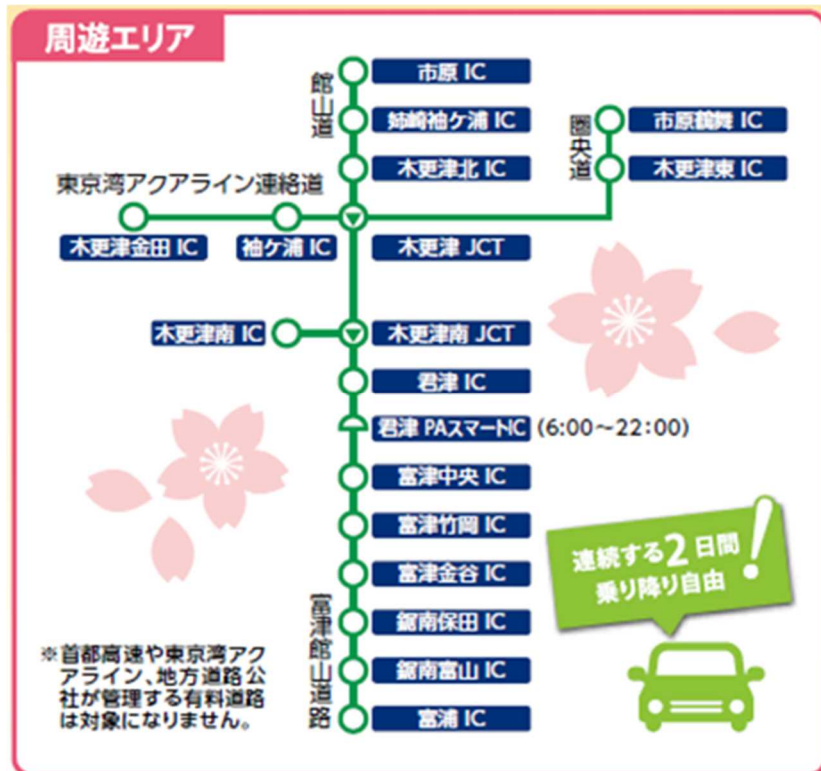 周遊エリア
館山道
市原 IC
姉崎袖ケ浦 IC
木更津北 IC
圏央道
市原鶴舞 IC
木更津東 IC
東京湾アクアライン連絡道
木更津金田 IC
袖ケ浦 IC
木更津 JCT
木更津南 IC
木更津南 JCT
君津 IC
君津 PAスマートIC (6:00～22:00)
富津中央 IC
富津竹岡 IC
富津金谷 IC
富津館山道路
鋸南保田 IC
鋸南富山 IC
富浦 IC
連続する2日間
乗り降り自由!
※首都高速や東京湾アク
アライン、地方道路公
社が管理する有料道路
は対象になりません。